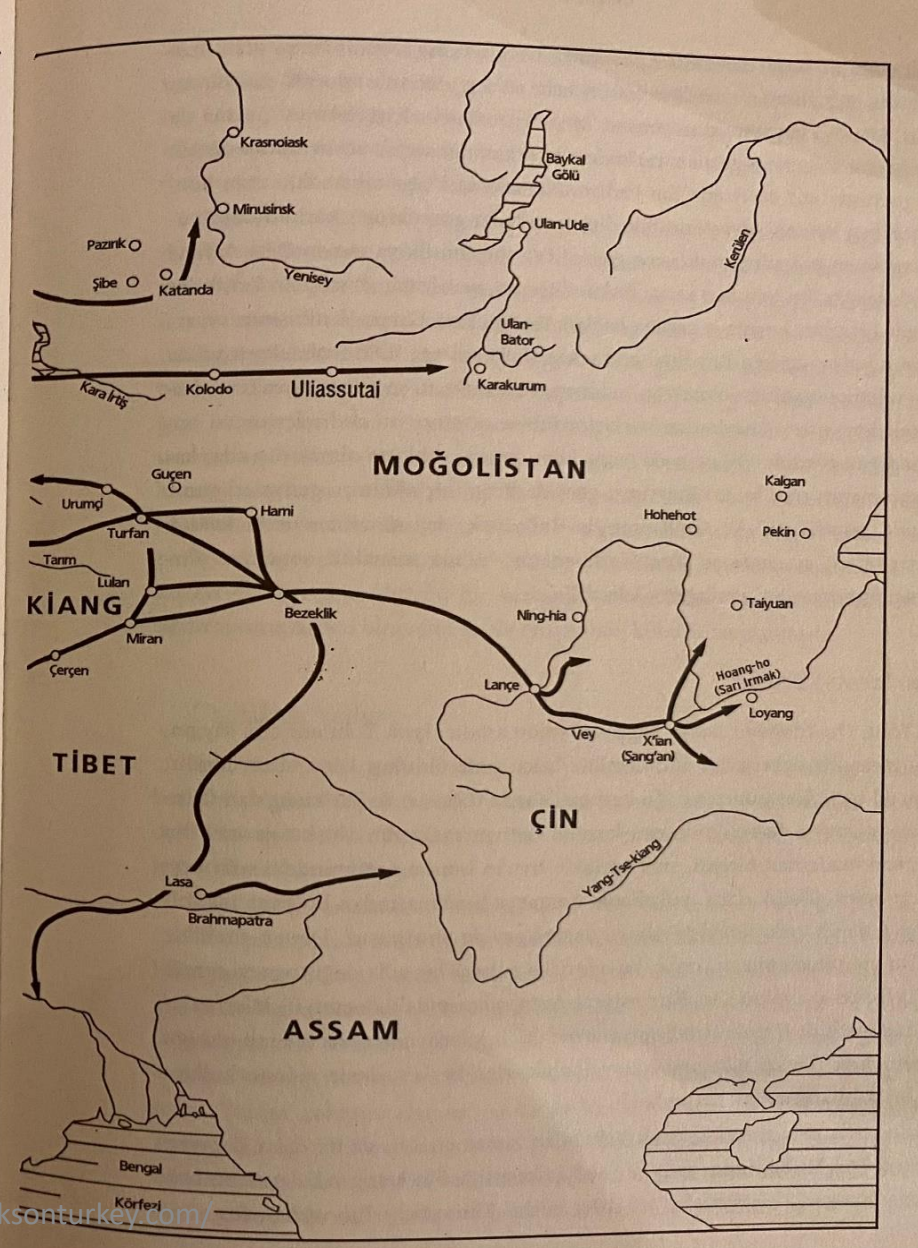 Krasnoiask
Baykal
Gölü
Minusinsk
Ulan-Ude
Pazırık
Kerülen
Şibe
Katanda
Yenisey
Ulan-
Bator
Kara İrtiş
Kolodo
Uliassutai
Karakurum
MOĞOLİSTAN
Guçen
Kalgan
Urumçi
Hami
Hohehot
Turfan
Pekin
Tarım
Lulan
KİANG
Bezeklik
Taiyuan
Ning-hia
Miran
Çerçen
Lançe
Hoang-ho
(Sarı Irmak)
Loyang
Vey
X'ian
(Şang'an)
TİBET
ÇİN
Yang-Tse-kiang
Lasa
Brahmapatra
ASSAM
Bengal
Körfezi
ksonturkey.com/